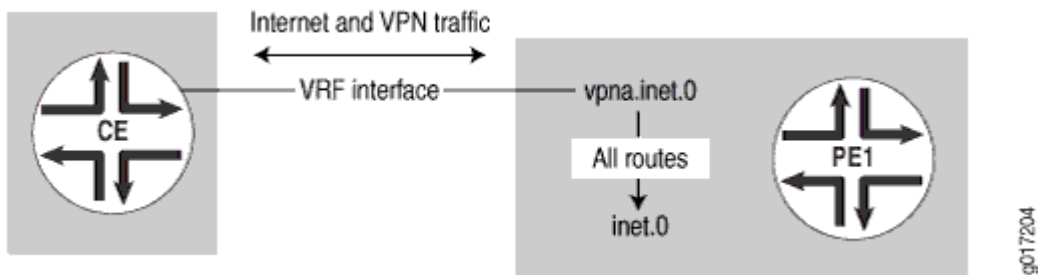 Internet and VPN traffic
VRF interface
vpna.inet.0
CE
All routes
PE1
inet.0
g017204